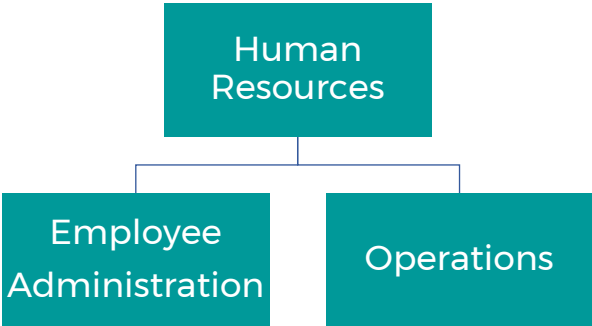 Human
Resources
Employee
Administration
Operations